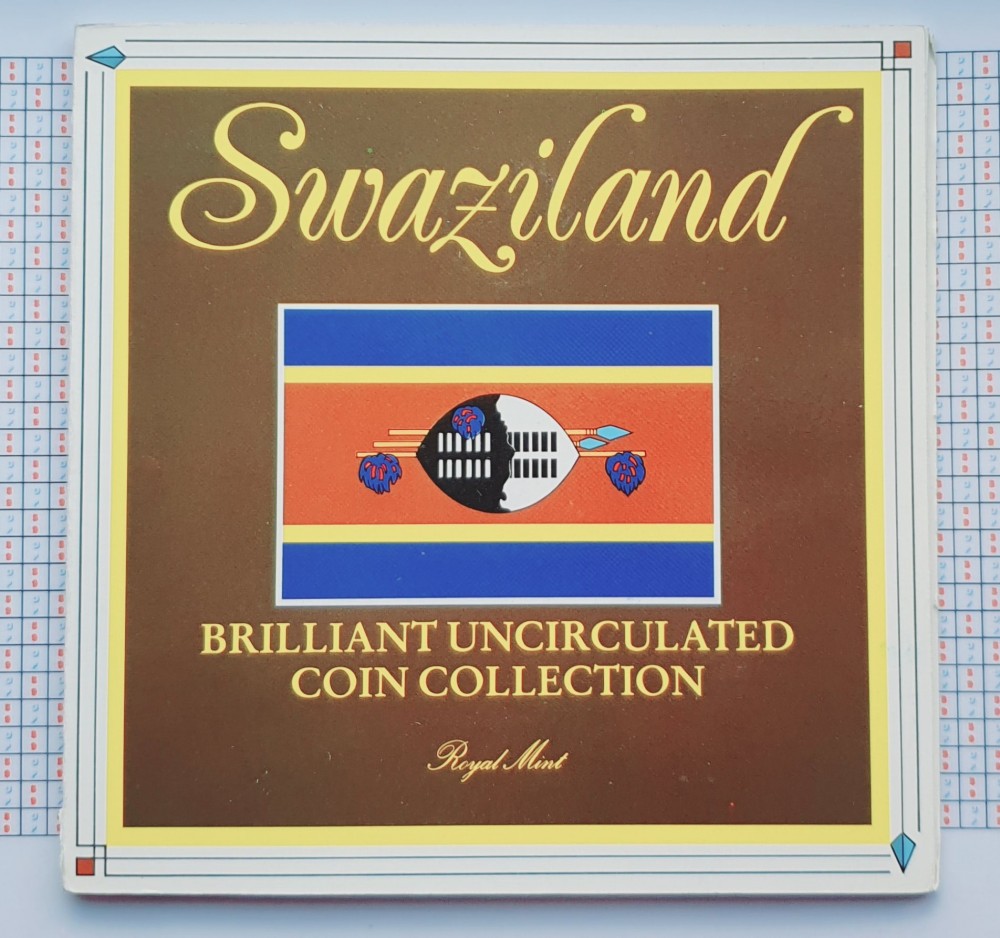 Swaziland
BRILLIANT UNCIRCULATED
COIN COLLECTION
Royal Mint